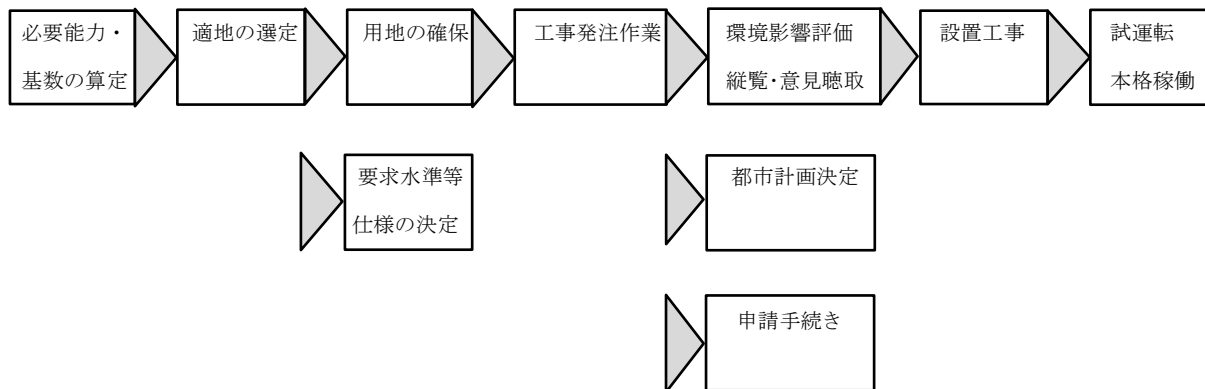 必要能力・
基数の算定
適地の選定
用地の確保
工事発注作業
環境影響評価
縦覧・意見聴取
設置工事
試運転
本格稼働
要求水準等
仕様の決定
都市計画決定
申請手続き